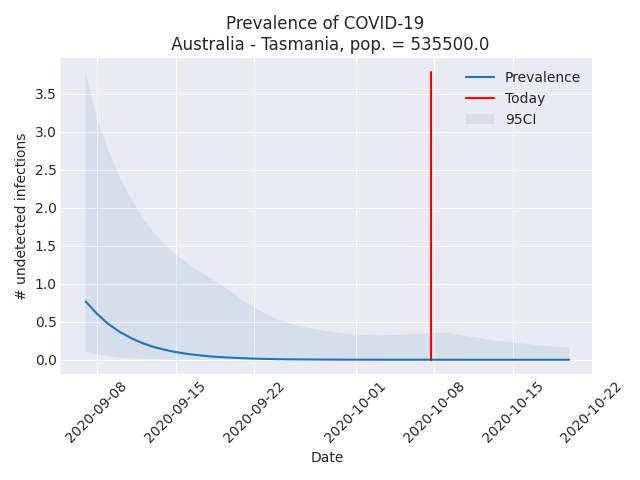 Prevalence of COVID-19
Australia - Tasmania, pop. = 535500.0
Prevalence
Today
95CI
# undetected infections
3.5
3.0
2.5
2.0
1.5
1.0
0.5
0.0
2020-09-08
2020-09-15
2020-09-22
2020-10-01
2020-10-08
2020-10-15
2020-10-22
Date